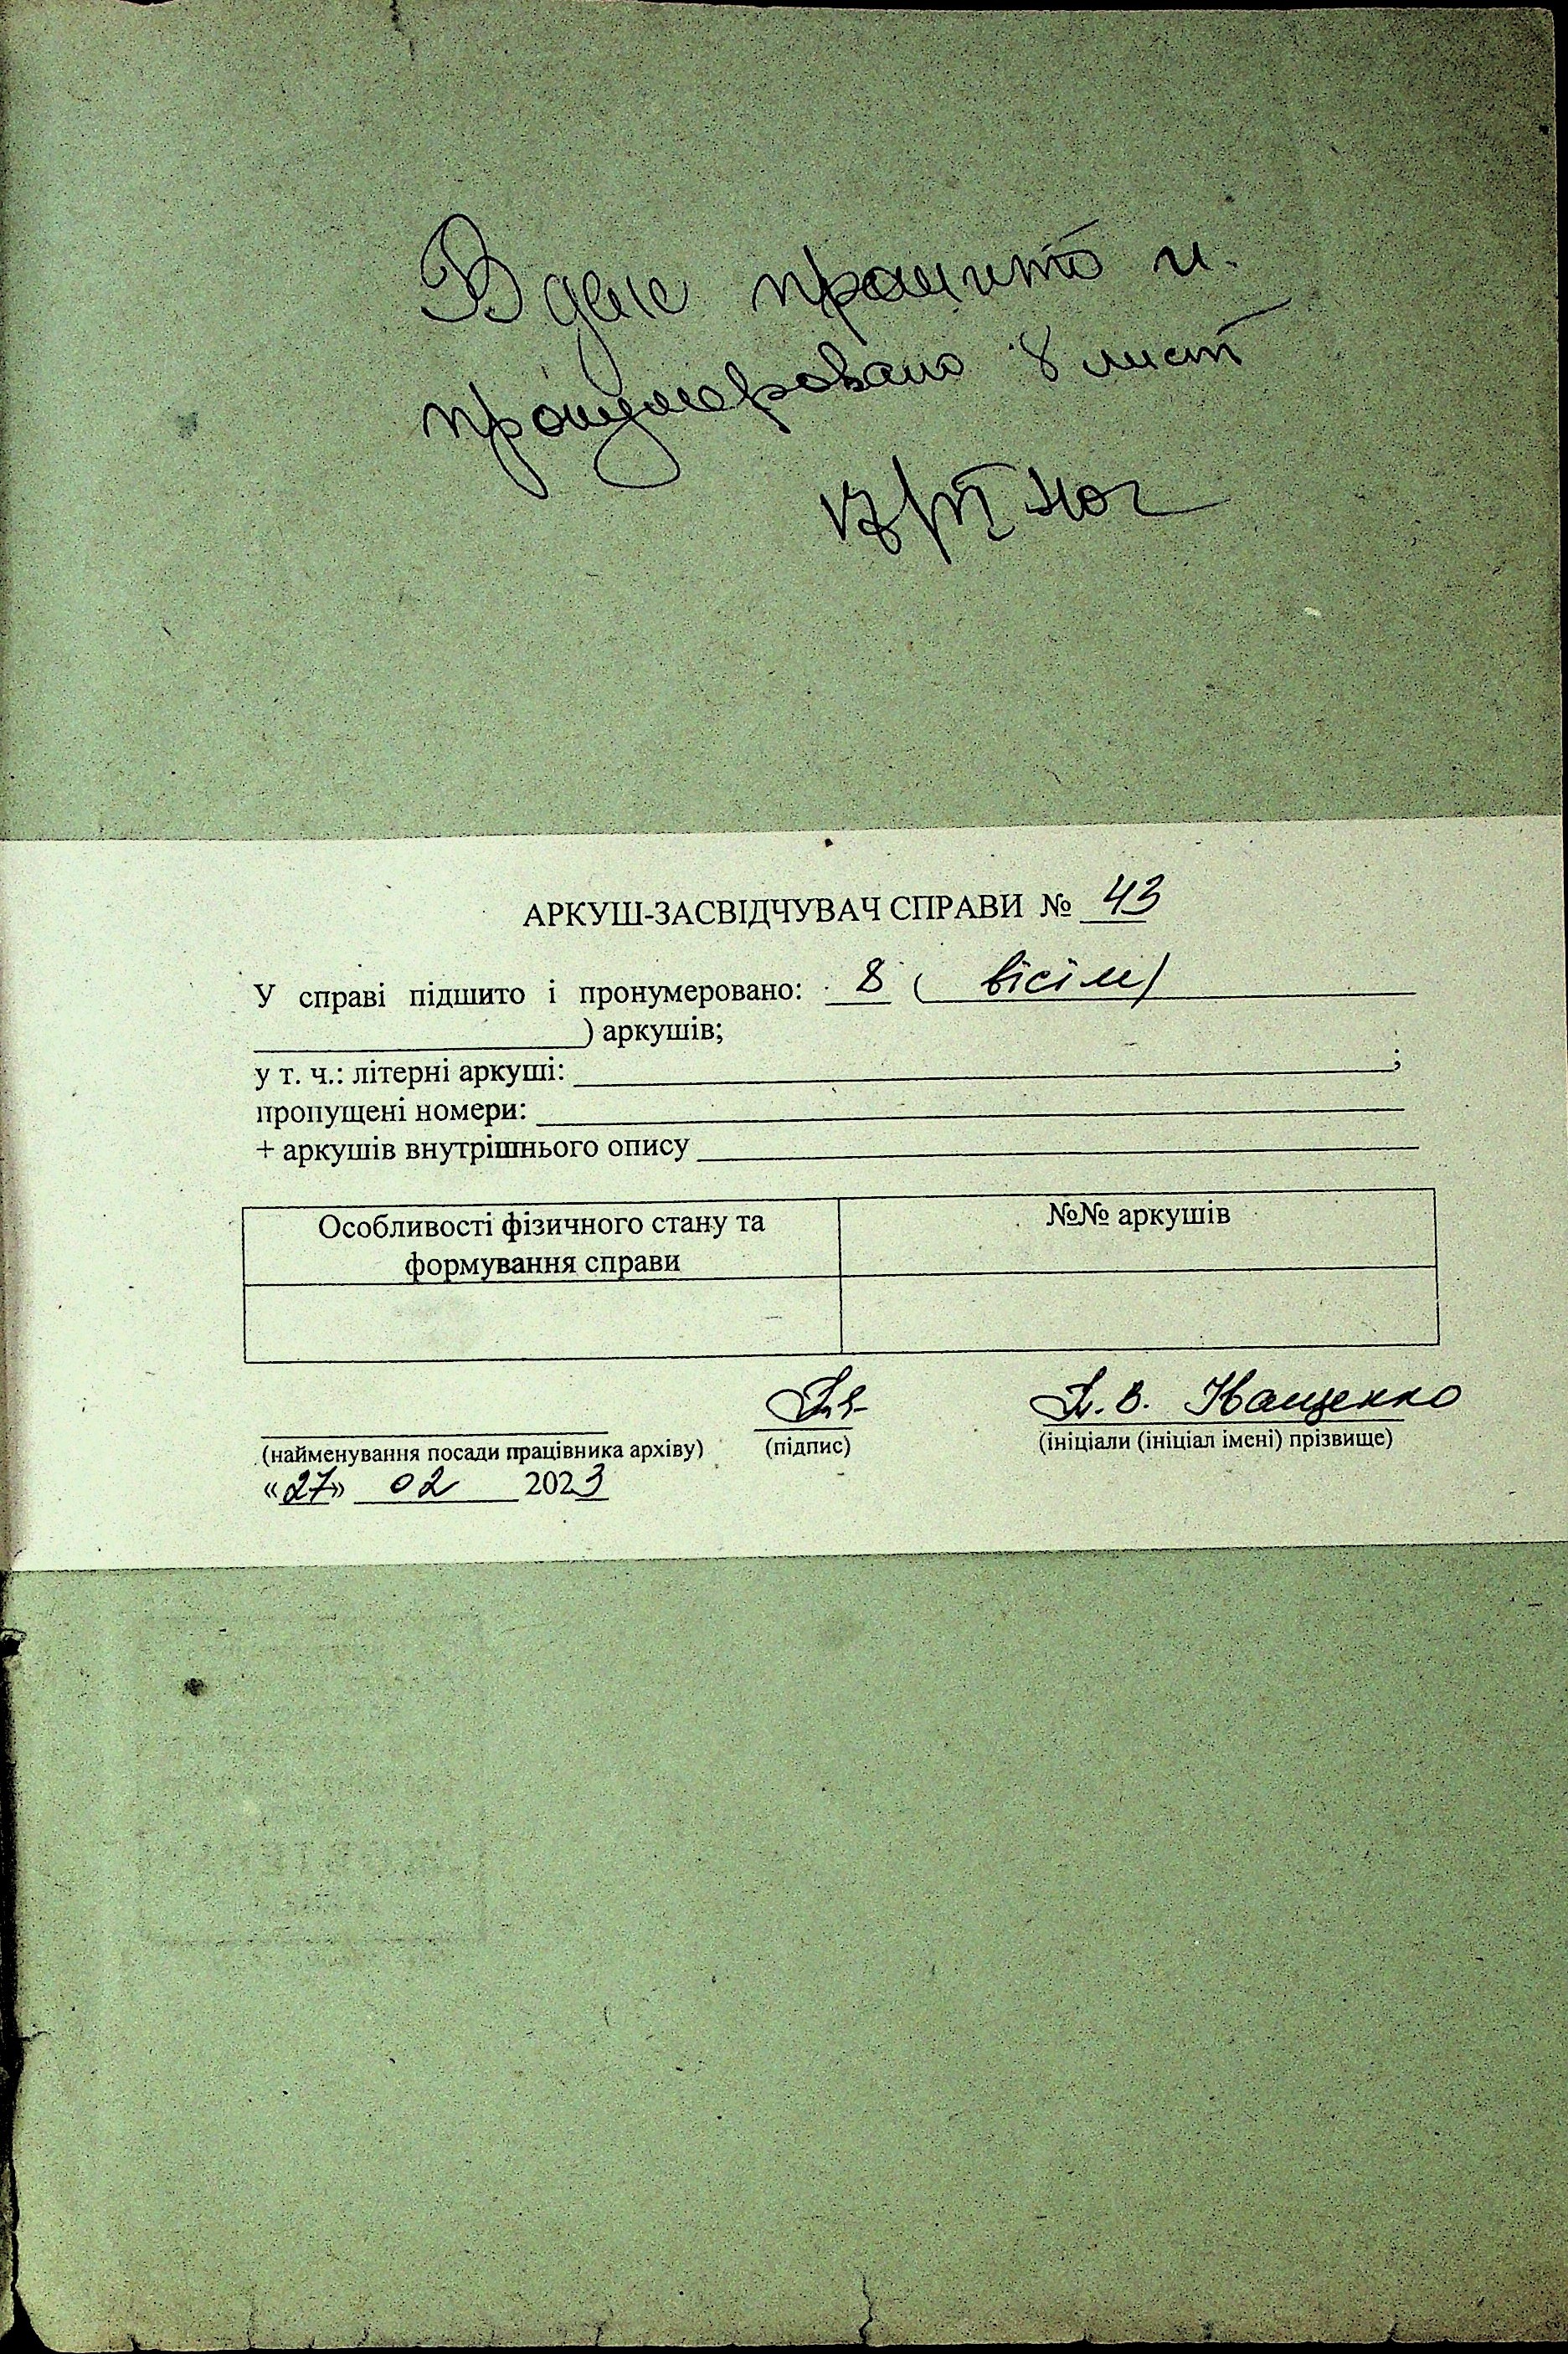 В деле прошито и
пронумеровано 8 лист
АРКУШ-ЗАСВІДЧУВАЧ СПРАВИ № 43
У справі підшито і пронумеровано: 8 ( вісім)
) аркушів;
у т. ч.: літерні аркуші: ;
пропущені номери:
+ аркушів внутрішнього опису
Особливості фізичного стану та
формування справи
№№ аркушів
В. Іващенко
(найменування посади працівника архіву) (підпис) (ініціали (ініціал імені) прізвище)
«27» 02 2023